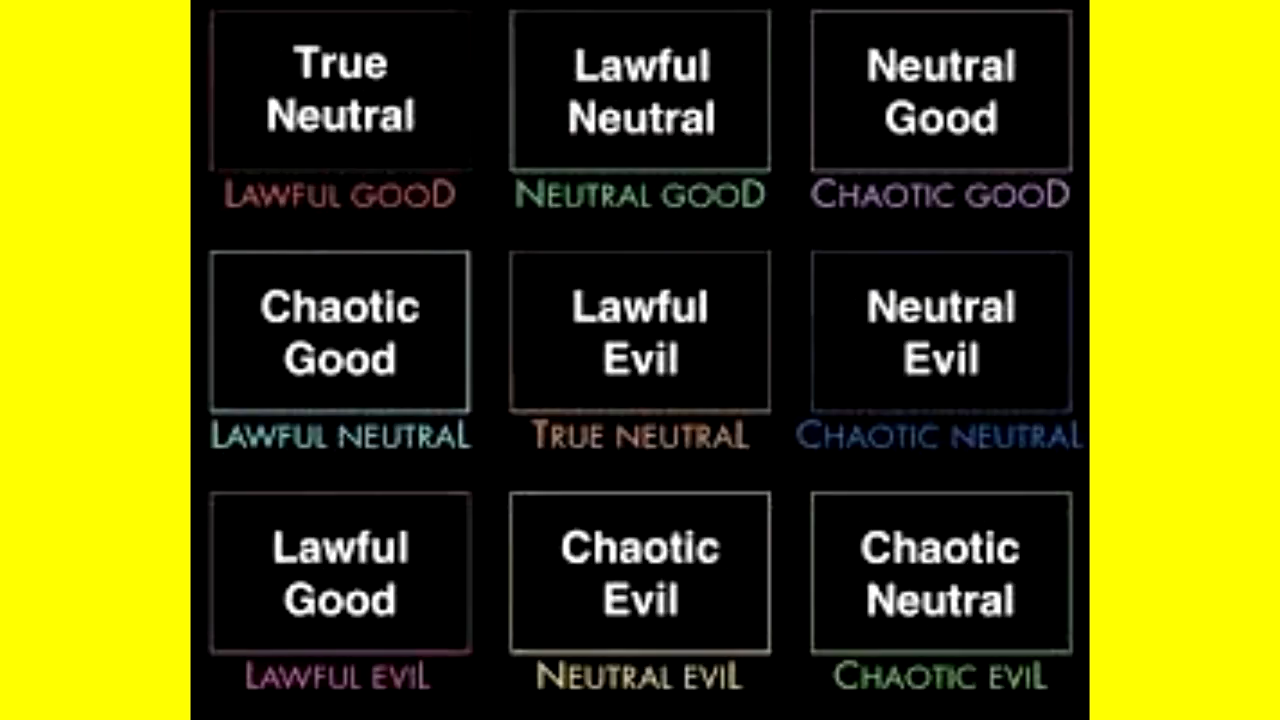 True
Neutral
LAWFUL GOOD
Lawful
Neutral
NEUTRAL GOOD
Neutral
Good
CHAOTIC GOOD
Chaotic
Good
LAWFUL NEUTRAL
Lawful
Evil
TRUE NEUTRAL
Neutral
Evil
CHAOTIC NEUTRAL
Lawful
Good
LAWFUL EVIL
Chaotic
Evil
NEUTRAL EVIL
Chaotic
Neutral
CHAOTIC EVIL